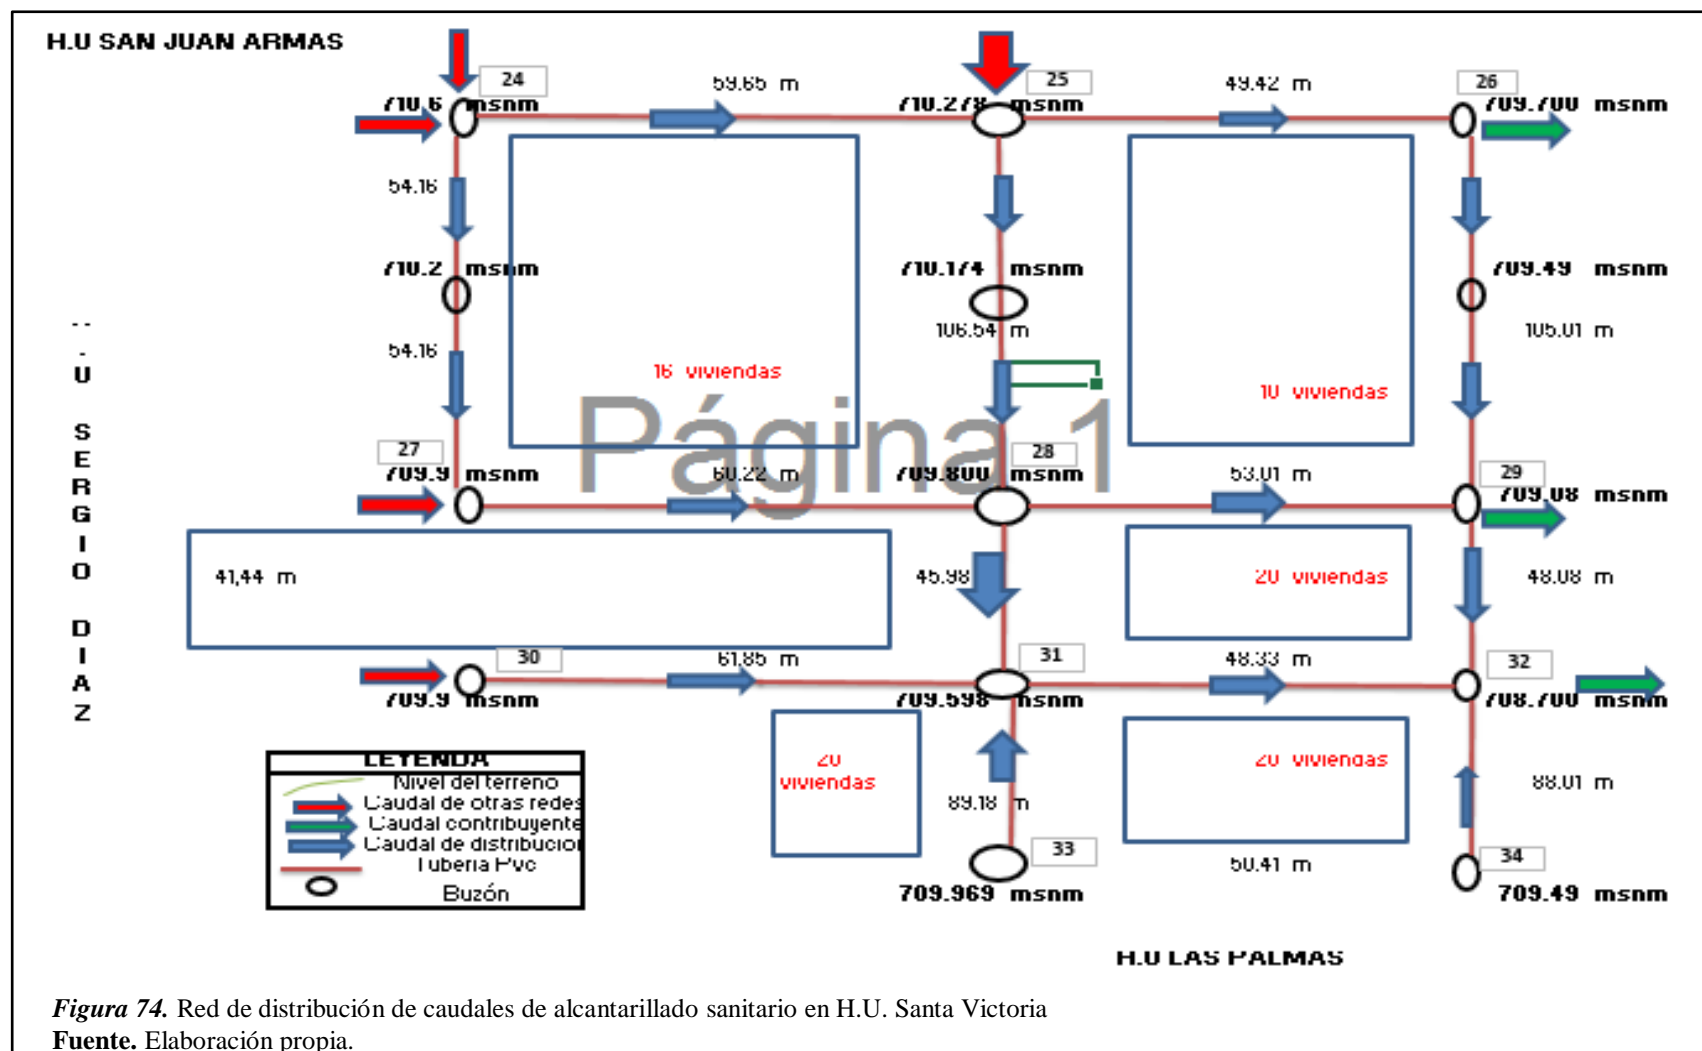 H.U SAN JUAN ARMAS
24
59.65 m
25
49.42 m
26
710.6 msnm
710.278 msnm
709.700 msnm
54.16
710.2 msnm
710.174 msnm
709.49 msnm
106.54 m
105.01 m
54.16
16 viviendas
10 viviendas
Página 1
27
28
29
709.9 msnm
60.22 m
709.800 msnm
53.01 m
709.08 msnm
41,44 m
45.98
20 viviendas
48.08 m
30
61.85 m
31
48.33 m
32
709.9 msnm
709.598 msnm
708.700 msnm
U SERGIO DIAZ
20
viviendas
20 viviendas
89.18 m
88.01 m
33
50.41 m
34
709.969 msnm
709.49 msnm
LEYENDA
Nivel del terreno
Caudal de otras redes
Caudal contribuyente
Caudal de distribucion
Tuberia Pvc
Buzón
H.U LAS PALMAS
Figura 74. Red de distribución de caudales de alcantarillado sanitario en H.U. Santa Victoria
Fuente. Elaboración propia.